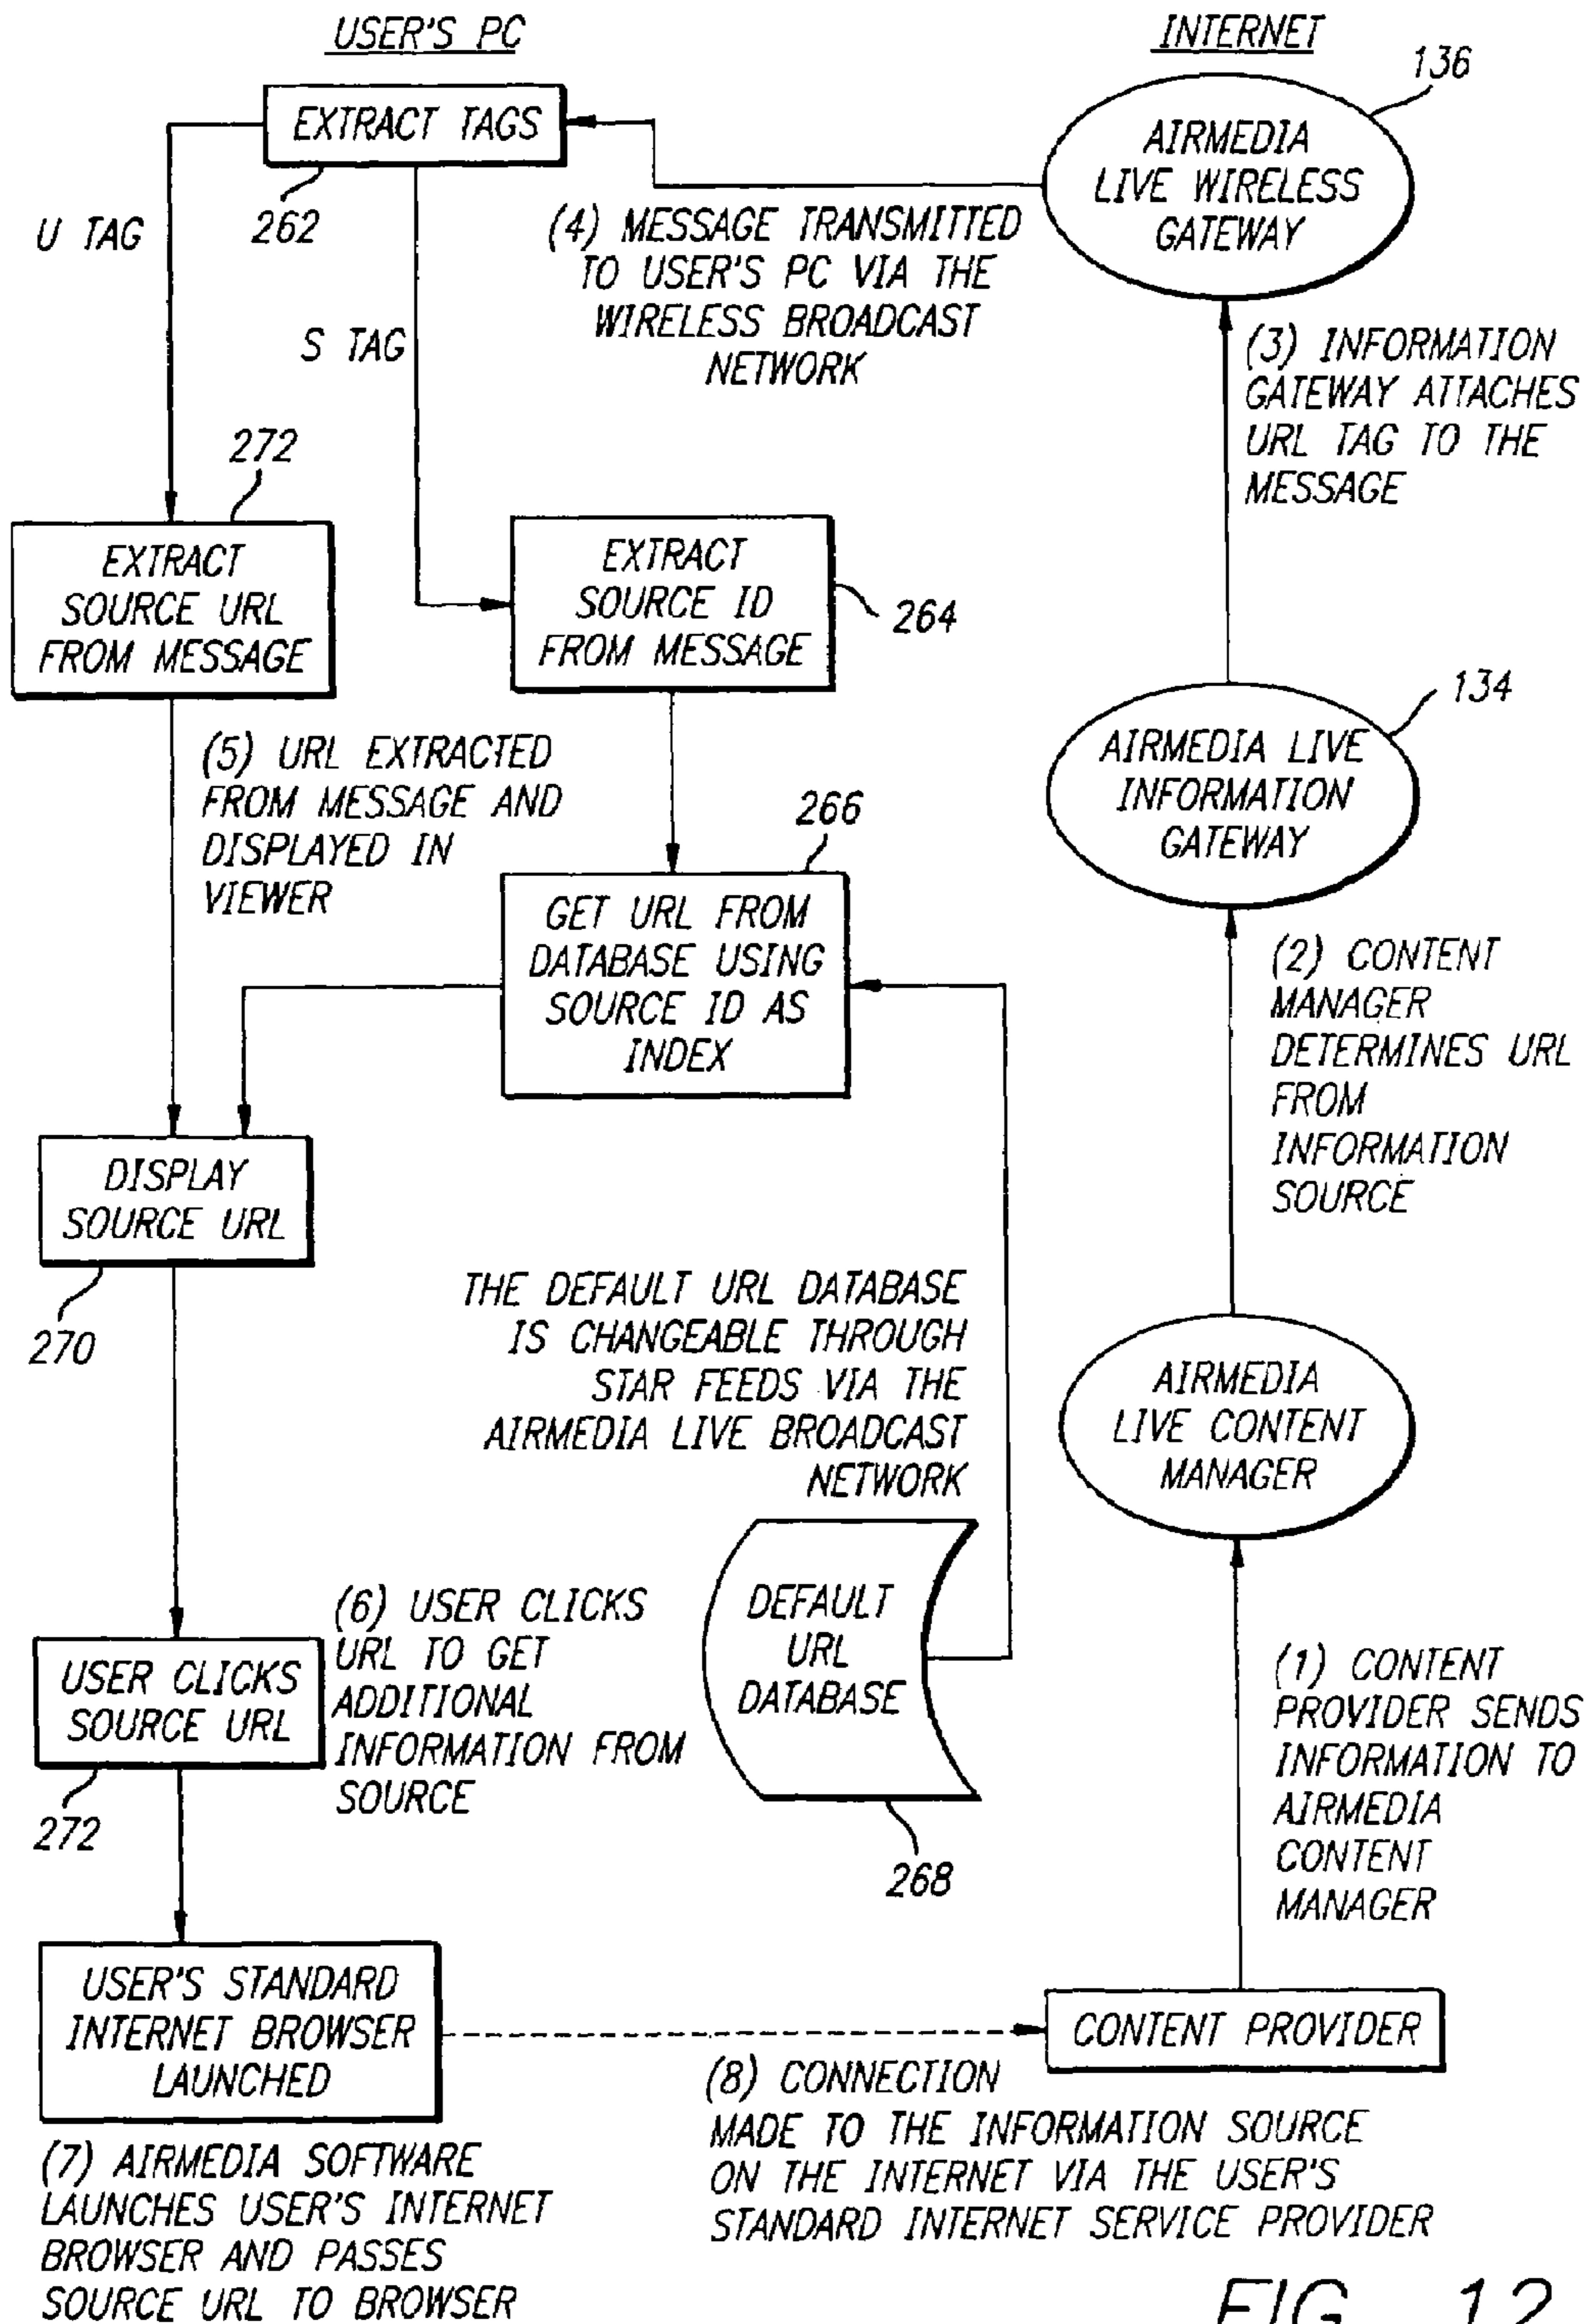 USER'S PC
INTERNET
136
EXTRACT TAGS
AIRMEDIA
LIVE WIRELESS
GATEWAY
U TAG
262
(4) MESSAGE TRANSMITTED
TO USER'S PC VIA THE
WIRELESS BROADCAST
NETWORK
S TAG
(3) INFORMATION
GATEWAY ATTACHES
URL TAG TO THE
MESSAGE
272
EXTRACT
SOURCE URL
FROM MESSAGE
EXTRACT
SOURCE ID
FROM MESSAGE
264
134
AIRMEDIA LIVE
INFORMATION
GATEWAY
(5) URL EXTRACTED
FROM MESSAGE AND
DISPLAYED IN
VIEWER
266
GET URL FROM
DATABASE USING
SOURCE ID AS
INDEX
(2) CONTENT
MANAGER
DETERMINES URL
FROM
INFORMATION
SOURCE
DISPLAY
SOURCE URL
270
THE DEFAULT URL DATABASE
IS CHANGEABLE THROUGH
STAR FEEDS VIA THE
AIRMEDIA LIVE BROADCAST
NETWORK
AIRMEDIA
LIVE CONTENT
MANAGER
DEFAULT
URL
DATABASE
268
(6) USER CLICKS
URL TO GET
ADDITIONAL
INFORMATION FROM
SOURCE
USER CLICKS
SOURCE URL
272
(1) CONTENT
PROVIDER SENDS
INFORMATION TO
AIRMEDIA
CONTENT
MANAGER
USER'S STANDARD
INTERNET BROWSER
LAUNCHED
CONTENT PROVIDER
(8) CONNECTION
MADE TO THE INFORMATION SOURCE
ON THE INTERNET VIA THE USER'S
STANDARD INTERNET SERVICE PROVIDER
(7) AIRMEDIA SOFTWARE
LAUNCHES USER'S INTERNET
BROWSER AND PASSES
SOURCE URL TO BROWSER
FIG. 12